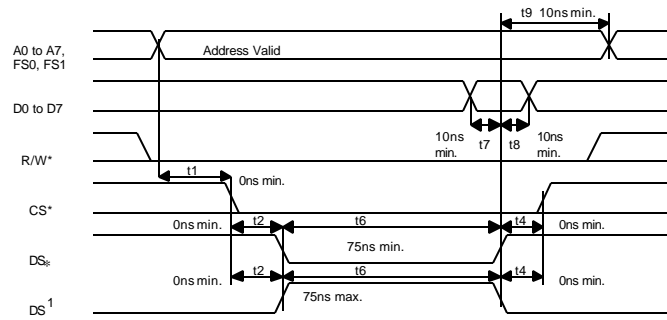 t9 10ns min.
A0 to A7,
FS0, FS1
Address Valid
D0 to D7
10ns
min.
t7
t8
10ns
min.
R/W*
t1
0ns min.
CS*
0ns min.
t2
t6
t4
0ns min.
DS*
75ns min.
0ns min.
t2
t6
t4
0ns min.
DS1
75ns max.